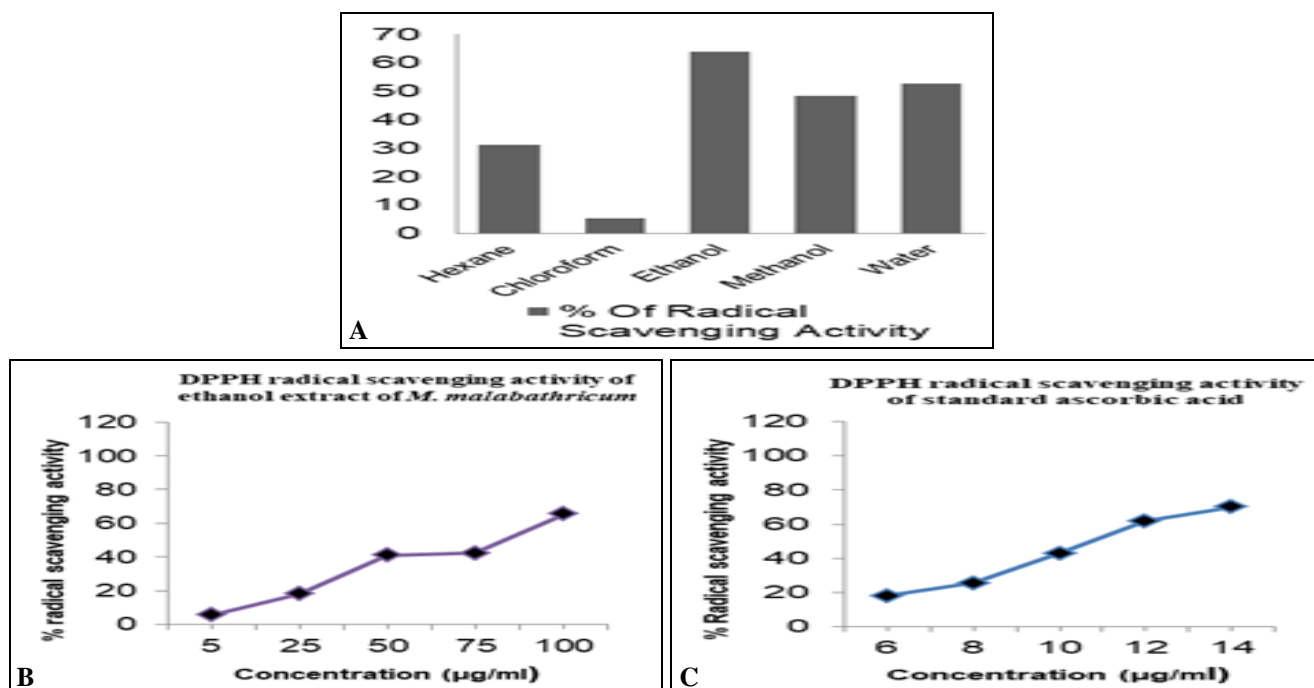 70
60
50
40
30
20
10
0
Hexane
Chloroform
Ethanol
Methanol
Water
% Of Radical
Scavenging Activity
A
DPPH radical scavenging activity of
ethanol extract of M. malabathricum
% radical scavenging activity
120
100
80
60
40
20
0
5 25 50 75 100
Concentration (µg/ml)
B
DPPH radical scavenging activity
of standard ascorbic acid
% Radical scavenging activity
120
100
80
60
40
20
0
6 8 10 12 14
Concentration (µg/ml)
C